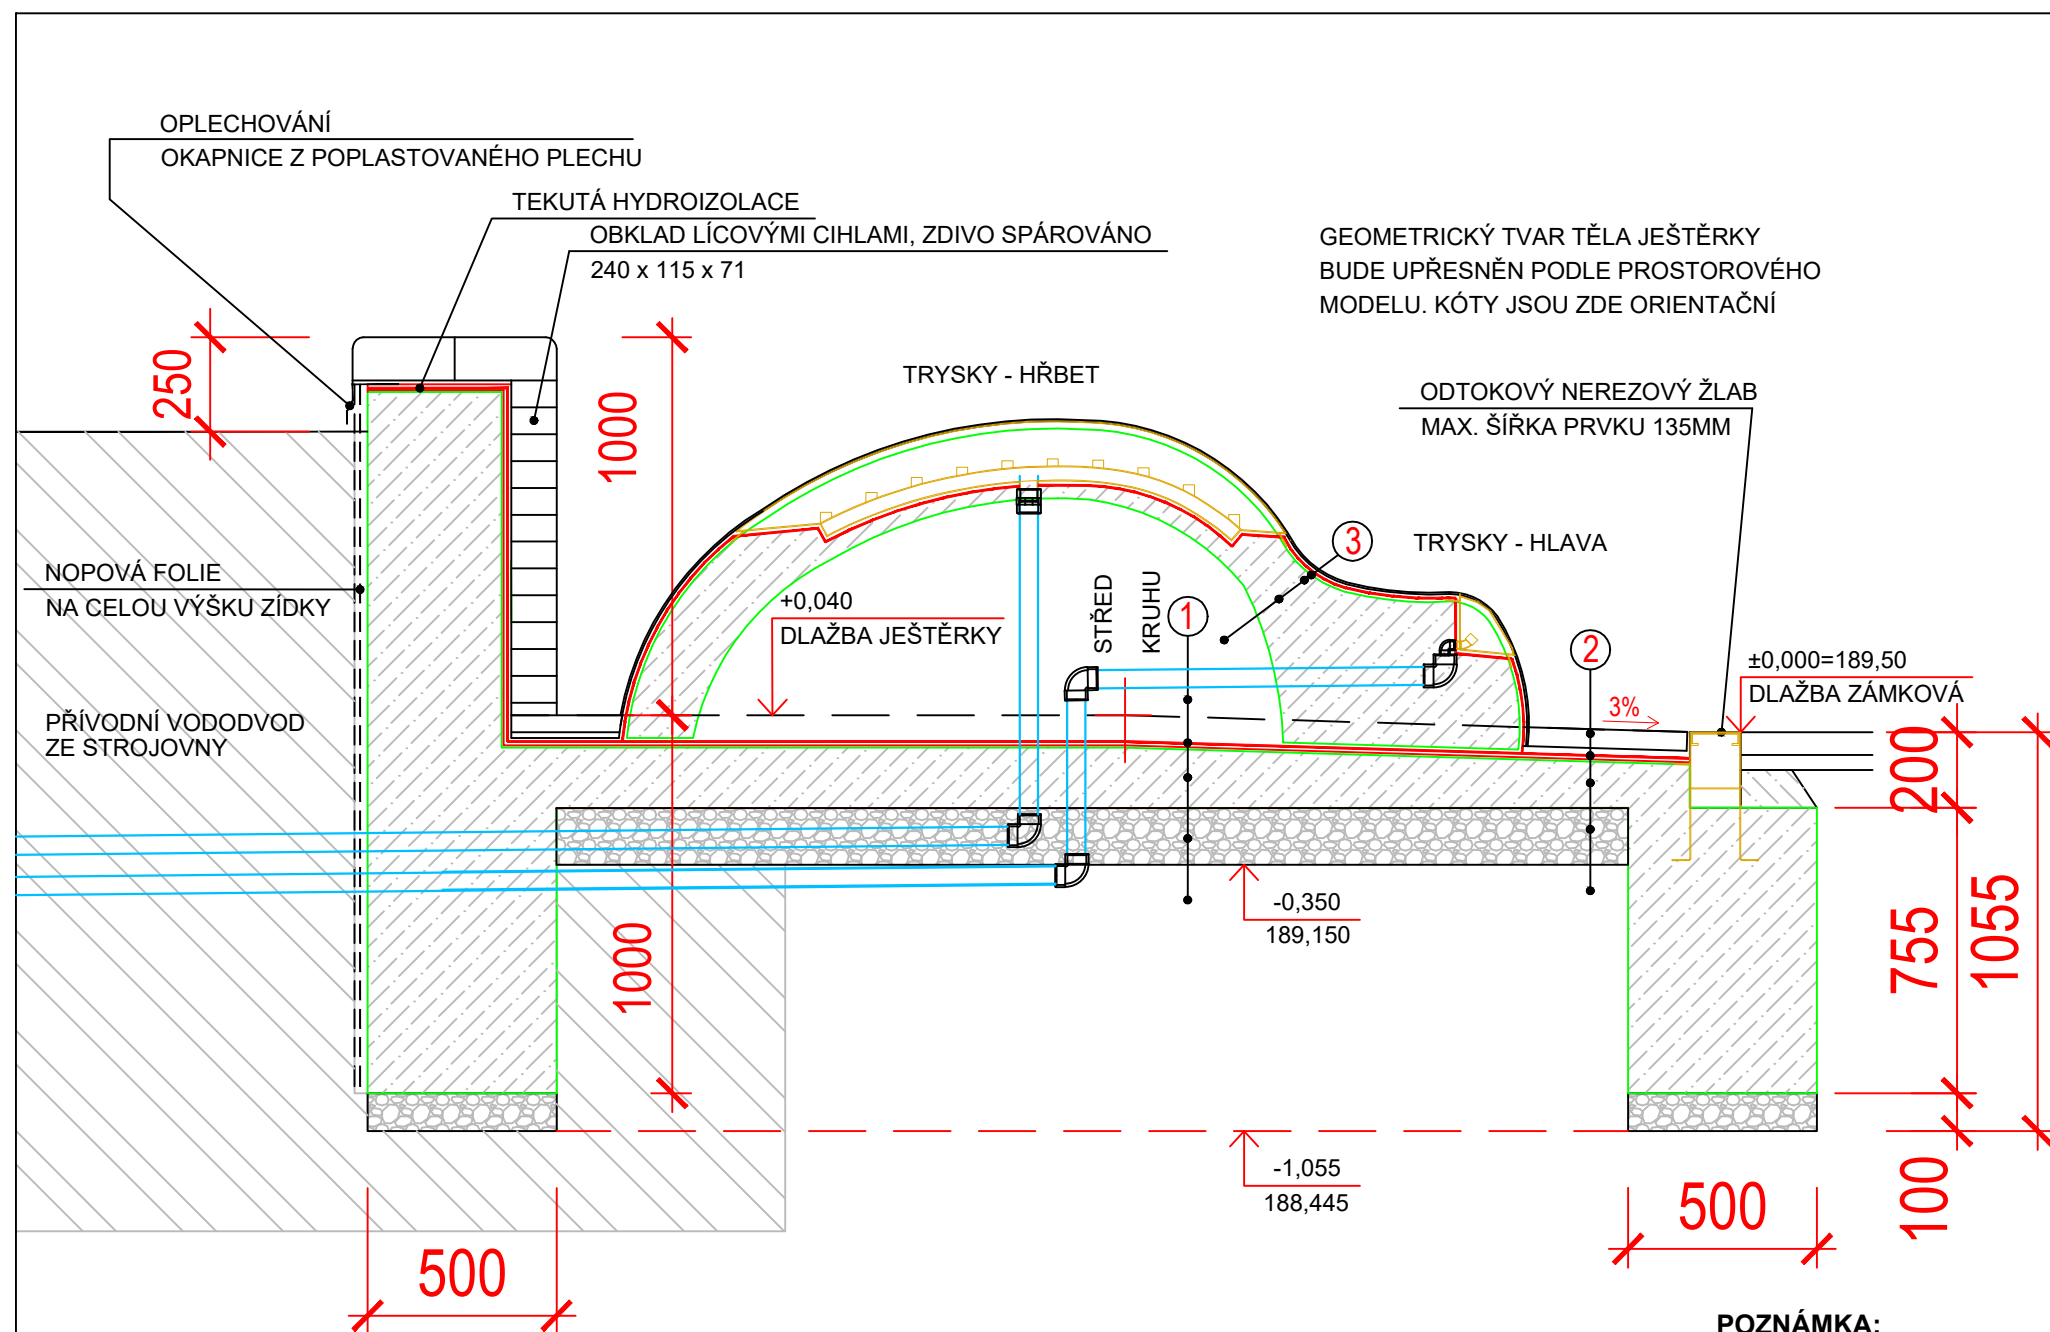 OPLECHOVÁNÍ
OKAPNICE Z POPLASTOVANÉHO PLECHU
TEKUTÁ HYDROIZOLACE
OBKLAD LÍCOVÝMI CIHLAMI, ZDIVO SPÁROVÁNO
240 x 115 x 71
GEOMETRICKÝ TVAR TĚLA JEŠTĚRKY
BUDE UPŘESNĚN PODLE PROSTOROVÉHO
MODELU. KÓTY JSOU ZDE ORIENTAČNÍ
250
1000
TRYSKY - HŘBET
ODTOKOVÝ NEREZOVÝ ŽLAB
MAX. ŠÍŘKA PRVKU 135MM
3
TRYSKY - HLAVA
NOPOVÁ FOLIE
NA CELOU VÝŠKU ZÍDKY
+0,040
DLAŽBA JEŠTĚRKY
STŘED
KRUHU
1
2
±0,000=189,50
DLAŽBA ZÁMKOVÁ
3%
PŘÍVODNÍ VODODVOD
ZE STROJOVNY
200
-0,350
189,150
1000
755
1055
-1,055
188,445
100
500
500
POZNÁMKA: